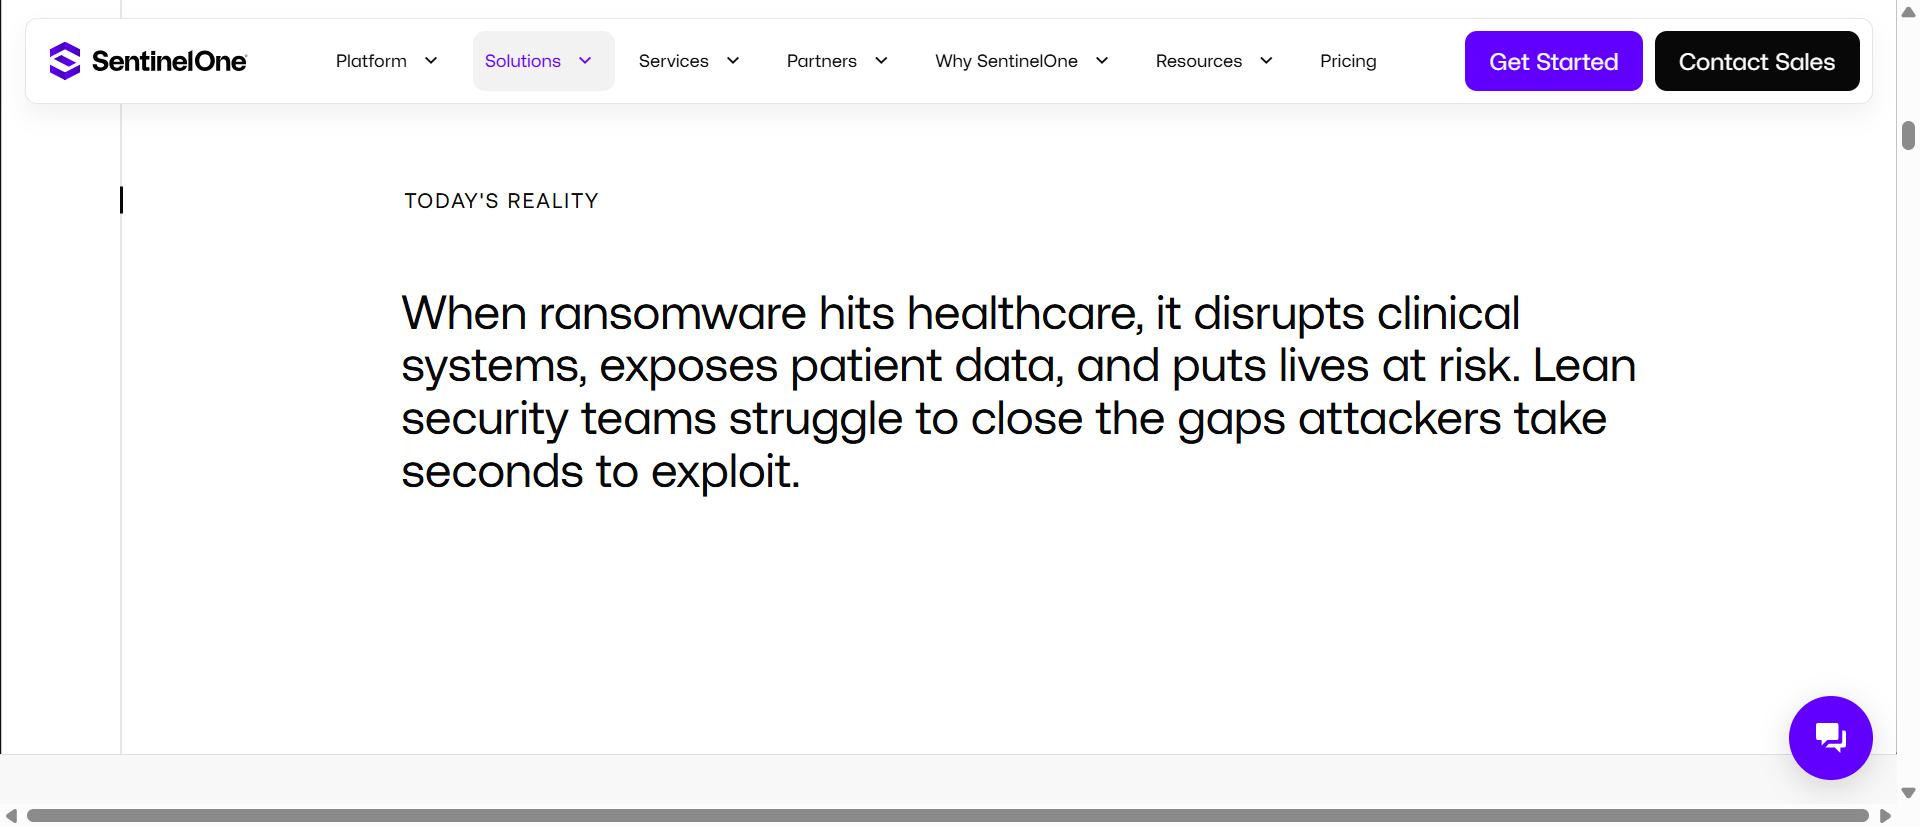 SentinelOne
Platform
Solutions
Services
Partners
Why SentinelOne
Resources
Pricing
Get Started
Contact Sales
TODAY'S REALITY
When ransomware hits healthcare, it disrupts clinical
systems, exposes patient data, and puts lives at risk. Lean
security teams struggle to close the gaps attackers take
seconds to exploit.